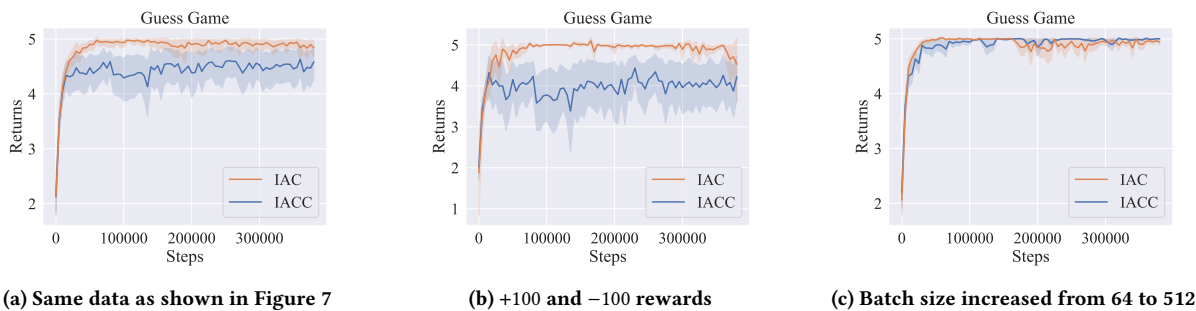 Guess Game
5
4
3
2
Returns
0 100000 200000 300000
Steps
IAC
IACC
(a) Same data as shown in Figure 7
Guess Game
5
4
3
2
1
Returns
0 100000 200000 300000
Steps
IAC
IACC
(b) +100 and −100 rewards
Guess Game
5
4
3
2
Returns
0 100000 200000 300000
Steps
IAC
IACC
(c) Batch size increased from 64 to 512